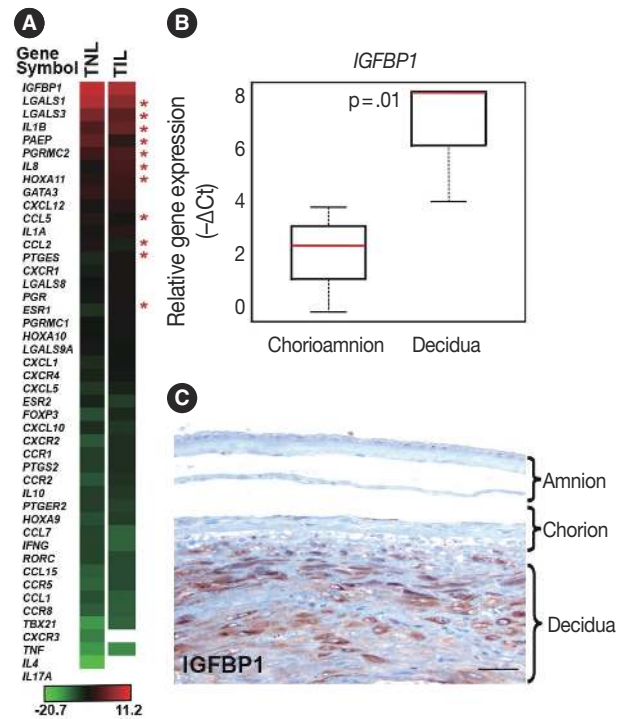 A
Gene
Symbol
TNL
TIL
IGFBP1
LGALS1 *
LGALS3 *
IL1B *
PAEP *
PGRMC2 *
IL8 *
HOXA11 *
GATA3
CXCL12
CCL5 *
IL1A
CCL2 *
PTGES *
CXCR1
LGALS8
PGR
ESR1 *
PGRMC1
HOXA10
LGALS9A
CXCL1
CXCR4
CXCL5
ESR2
FOXP3
CXCL10
CXCR2
CCR1
PTGS2
CCR2
IL10
PTGER2
HOXA9
CCL7
IFNG
RORC
CCL15
CCR5
CCL1
CCR8
TBX21
CXCR3
TNF
IL4
IL17A
-20.7 11.2
B
IGFBP1
Relative gene expression
(–ΔCt)
8
6
4
2
0
p=.01
Chorioamnion Decidua
C
Amnion
Chorion
Decidua
IGFBP1